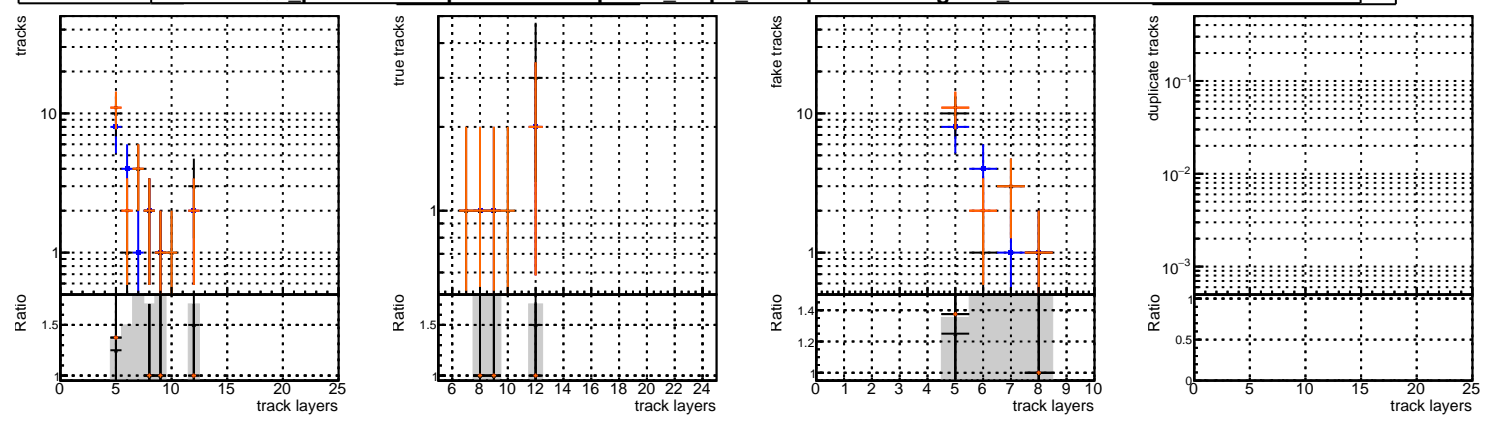 tracks
10
1
Ratio
1.5
1
0 5 10 15 20 25
track layers
true tracks
1
Ratio
1.5
1
6 8 10 12 14 16 18 20 22 24
track layers
fake tracks
10
1
Ratio
1.4
1.2
1
0 1 2 3 4 5 6 7 8 9 10
track layers
duplicate tracks
10−1
10−2
10−3
Ratio
1
0.5
0
0 5 10 15 20 25
track layers